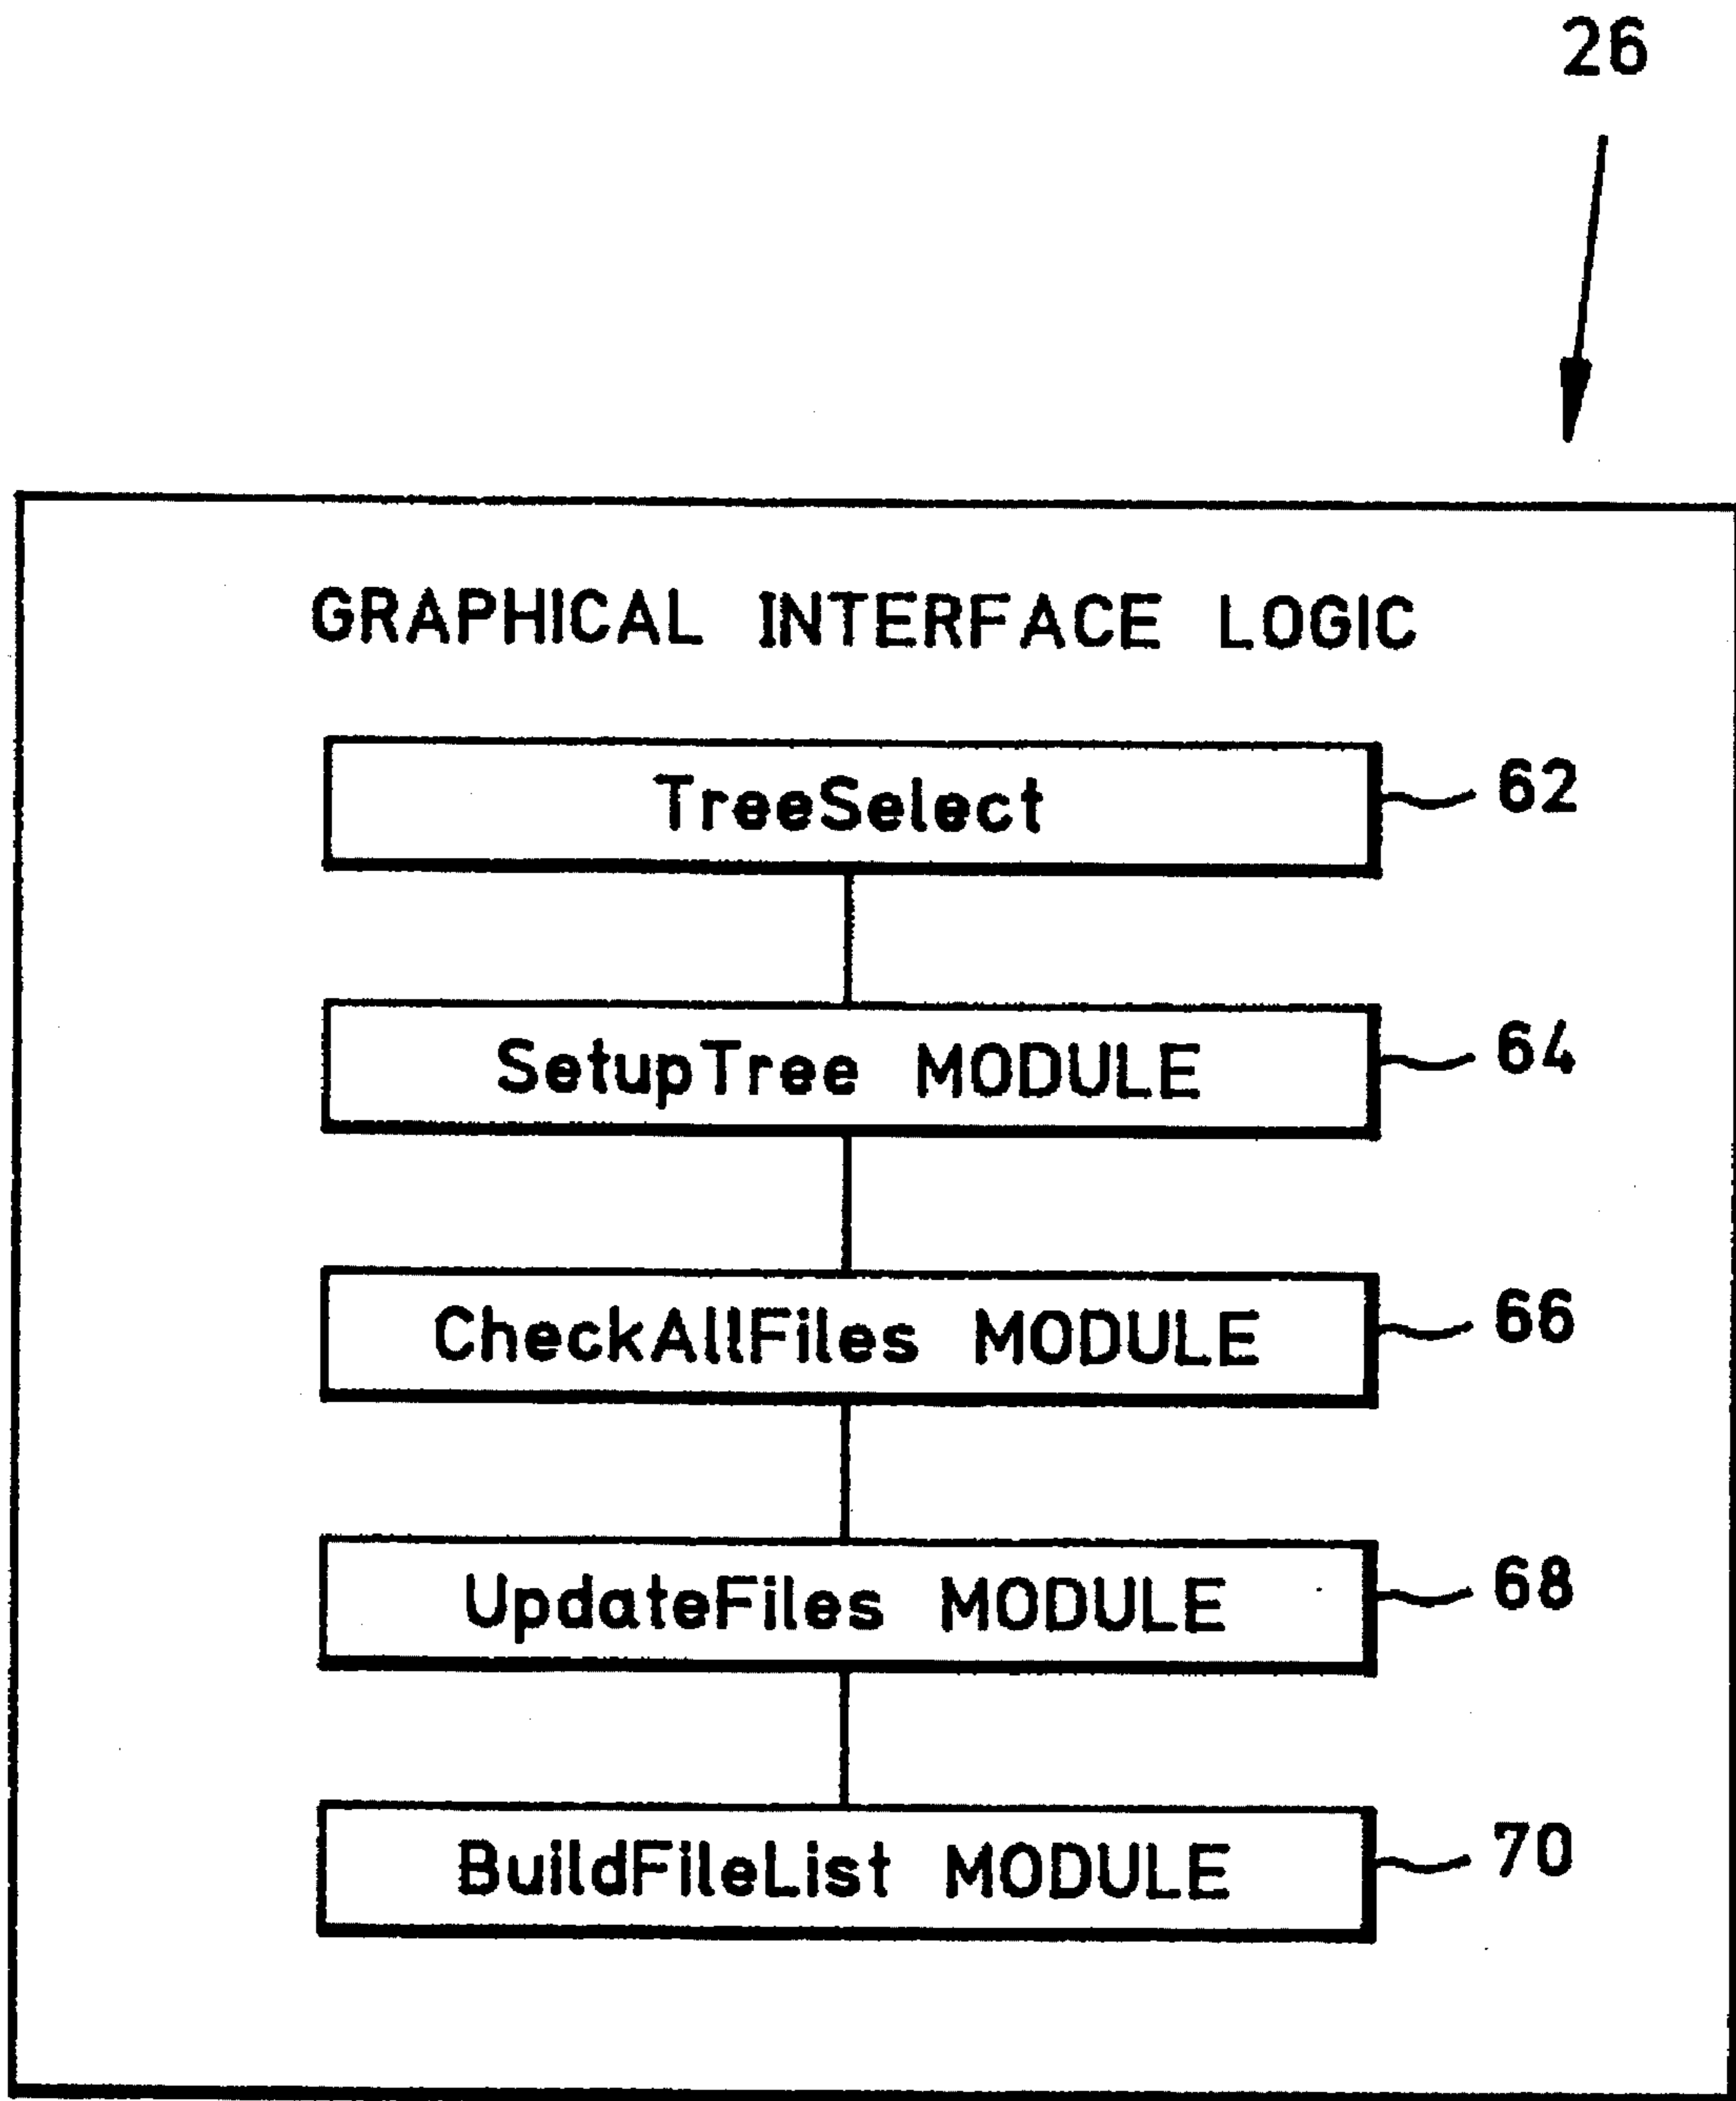 26
GRAPHICAL INTERFACE LOGIC
TreeSelect 62
SetupTree MODULE 64
CheckAllFiles MODULE 66
UpdateFiles MODULE 68
BuildFileList MODULE 70